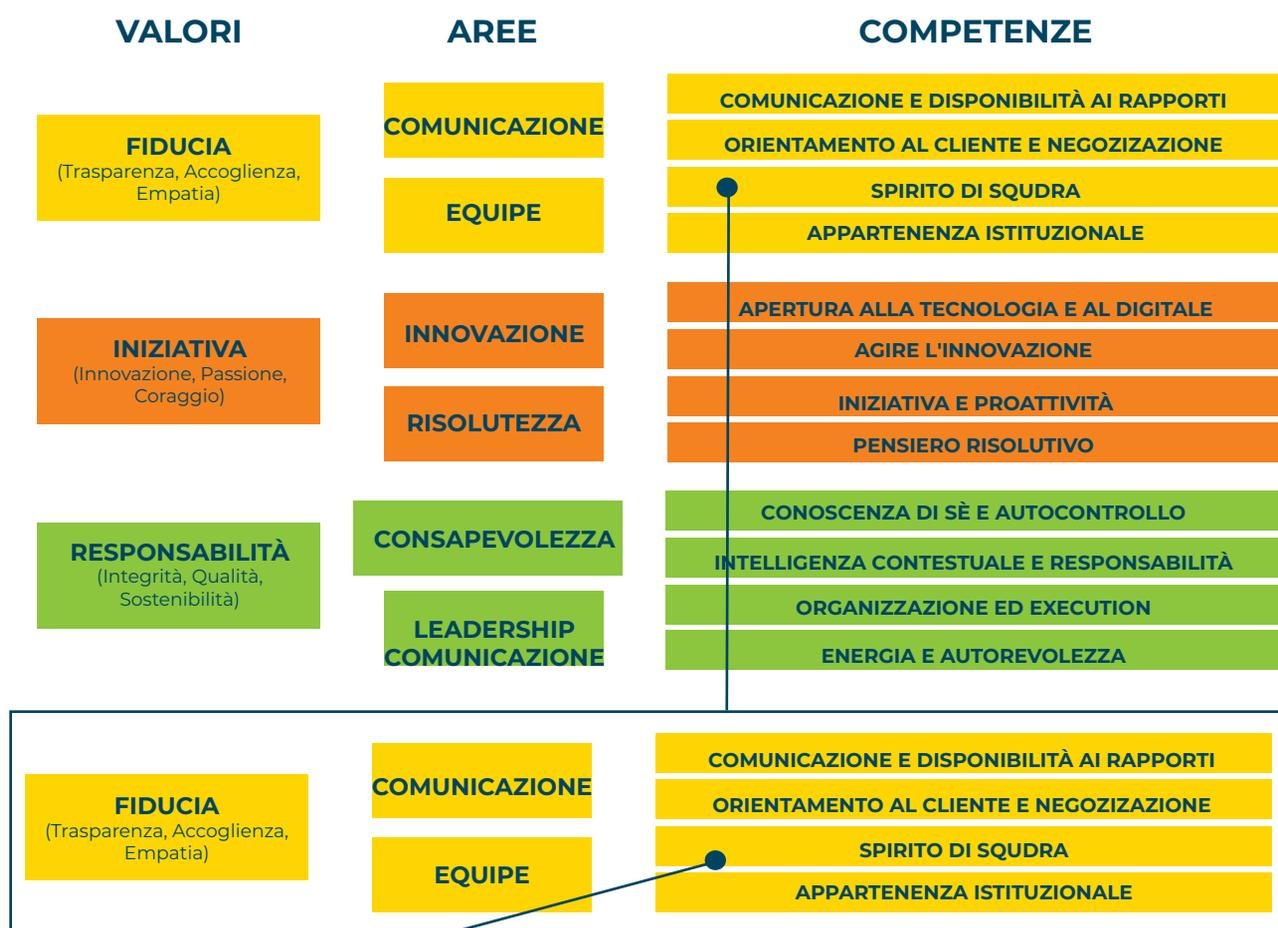 VALORI
AREE
COMPETENZE
FIDUCIA
(Trasparenza, Accoglienza,
Empatia)
COMUNICAZIONE
EQUIPE
COMUNICAZIONE E DISPONIBILITÀ AI RAPPORTI
ORIENTAMENTO AL CLIENTE E NEGOZIZAZIONE
SPIRITO DI SQUDRA
APPARTENENZA ISTITUZIONALE
INIZIATIVA
(Innovazione, Passione,
Coraggio)
INNOVAZIONE
RISOLUTEZZA
APERTURA ALLA TECNOLOGIA E AL DIGITALE
AGIRE L'INNOVAZIONE
INIZIATIVA E PROATTIVITÀ
PENSIERO RISOLUTIVO
RESPONSABILITÀ
(Integrità, Qualità,
Sostenibilità)
CONSAPEVOLEZZA
LEADERSHIP
COMUNICAZIONE
CONOSCENZA DI SÈ E AUTOCONTROLLO
INTELLIGENZA CONTESTUALE E RESPONSABILITÀ
ORGANIZZAZIONE ED EXECUTION
ENERGIA E AUTOREVOLEZZA
FIDUCIA
(Trasparenza, Accoglienza,
Empatia)
COMUNICAZIONE
EQUIPE
COMUNICAZIONE E DISPONIBILITÀ AI RAPPORTI
ORIENTAMENTO AL CLIENTE E NEGOZIZAZIONE
SPIRITO DI SQUDRA
APPARTENENZA ISTITUZIONALE